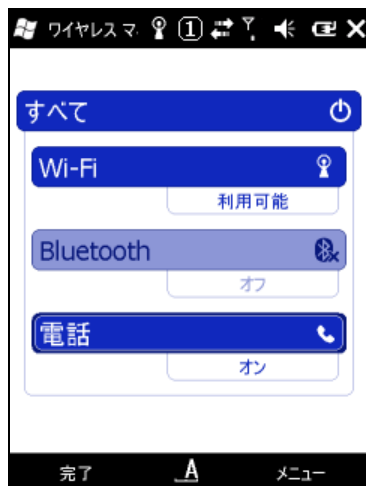 ワイヤレス マ 1
すべて
Wi-Fi
利用可能
Bluetooth
オフ
電話
オン
完了 A メニュー